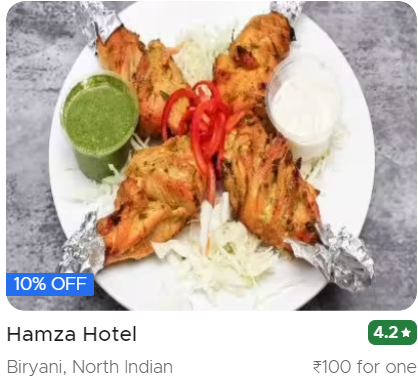 10% OFF
Hamza Hotel
4.2★
Biryani, North Indian
₹100 for one